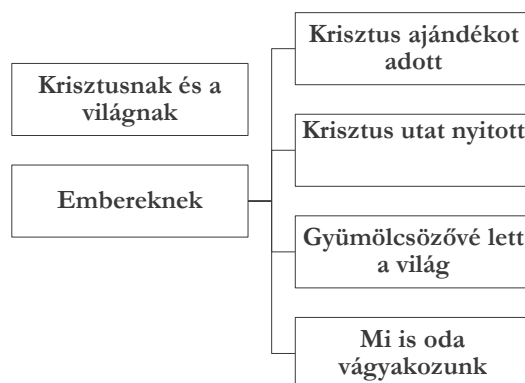 Krisztusnak és a
világnak
Embereknek
Krisztus ajándékot
adott
Krisztus utat nyitott
Gyümölcsözővé lett
a világ
Mi is oda
vágyakozunk